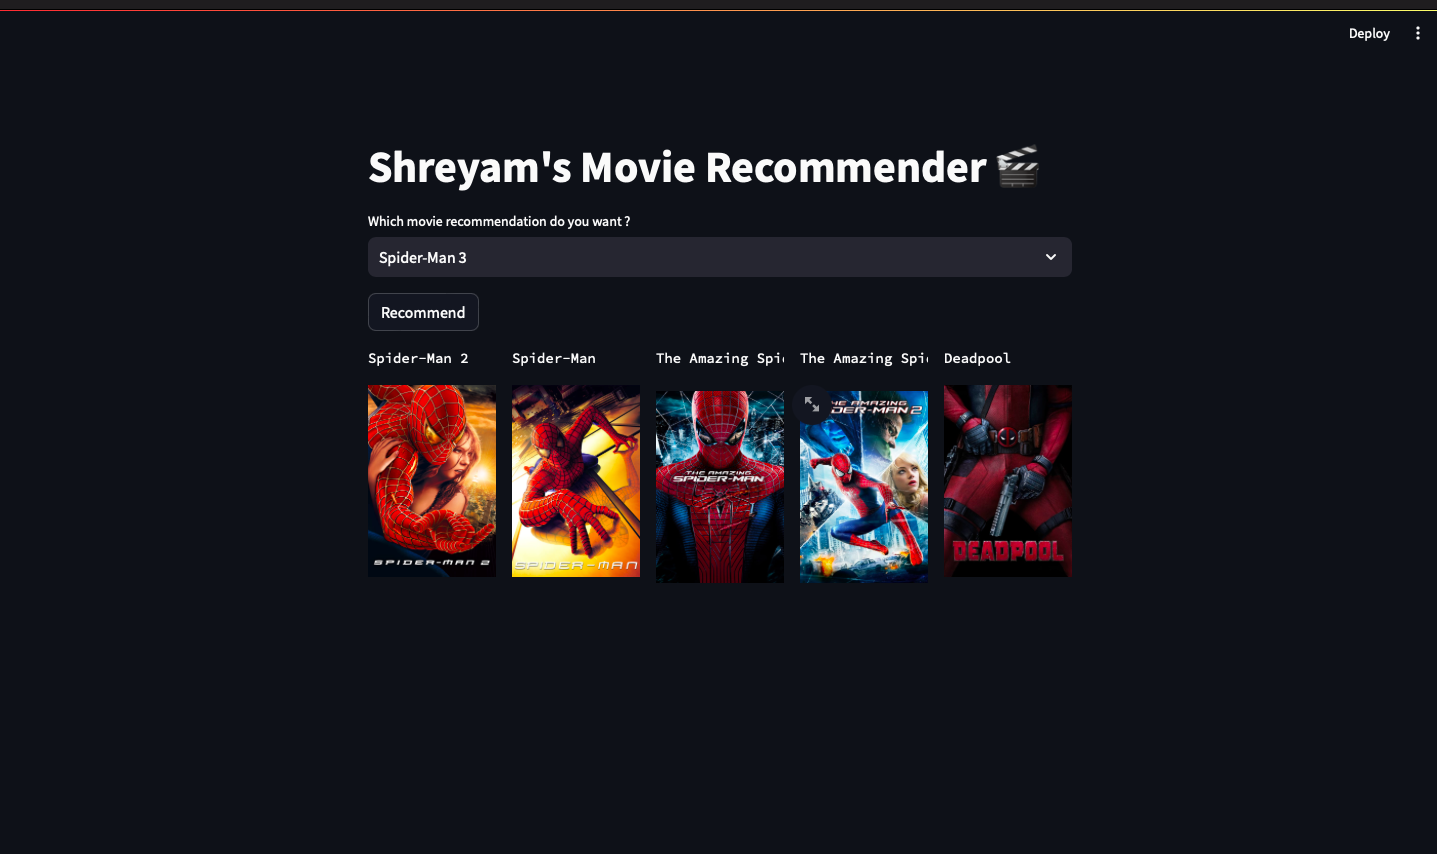 Deploy
Shreyam's Movie Recommender
Which movie recommendation do you want ?
Spider-Man 3
Recommend
Spider-Man 2
Spider-Man
The Amazing Spi
The Amazing Spi
Deadpool
SPIDER-MAN 2
SPIDER-MAN
THE AMAZING
SPIDER-MAN
HE AMAZING
DER-MAN 2
DEADPOOL